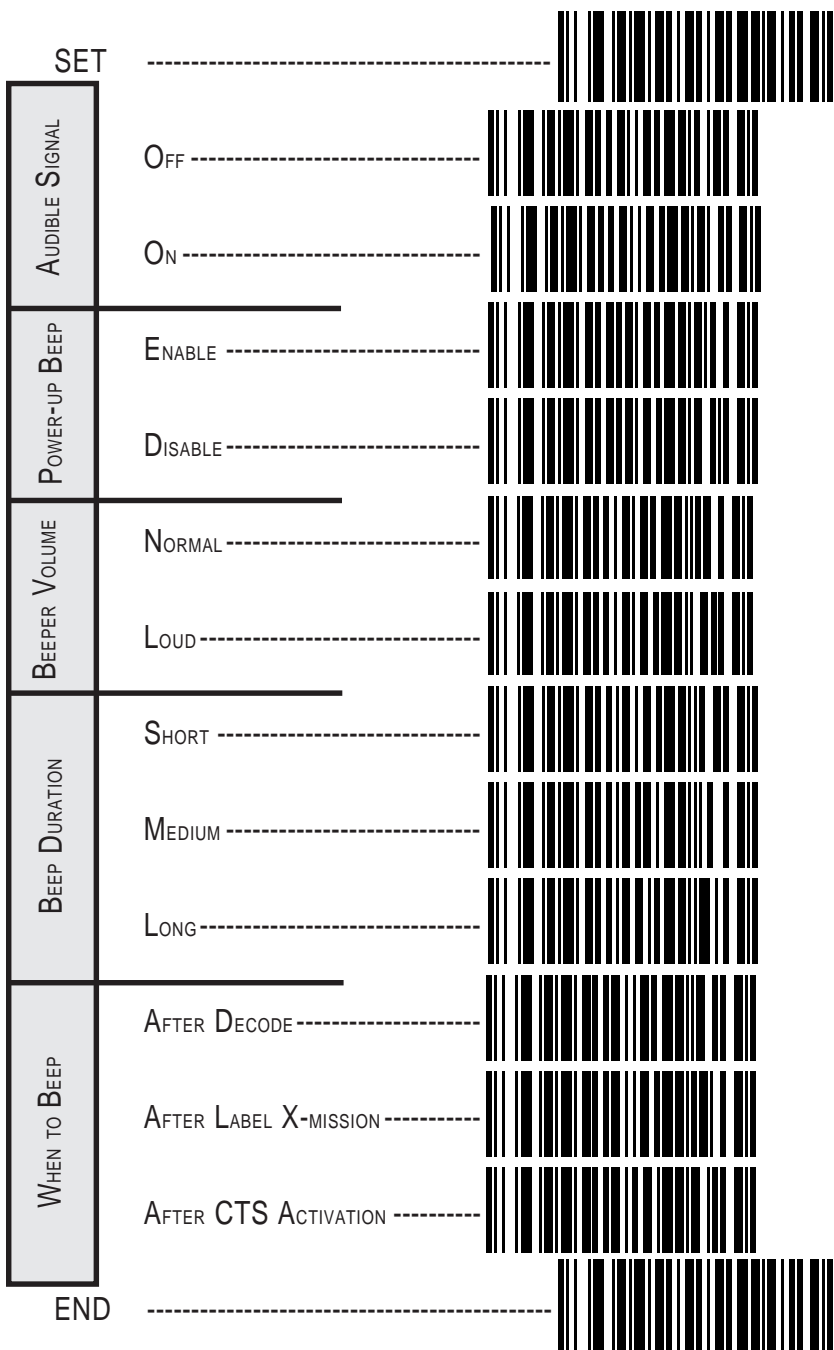 SET
AUDIBLE SIGNAL
OFF
ON
POWER-UP BEEP
ENABLE
DISABLE
BEEPER VOLUME
NORMAL
LOUD
BEEP DURATION
SHORT
MEDIUM
LONG
WHEN TO BEEP
AFTER DECODE
AFTER LABEL X-MISSION
AFTER CTS ACTIVATION
END